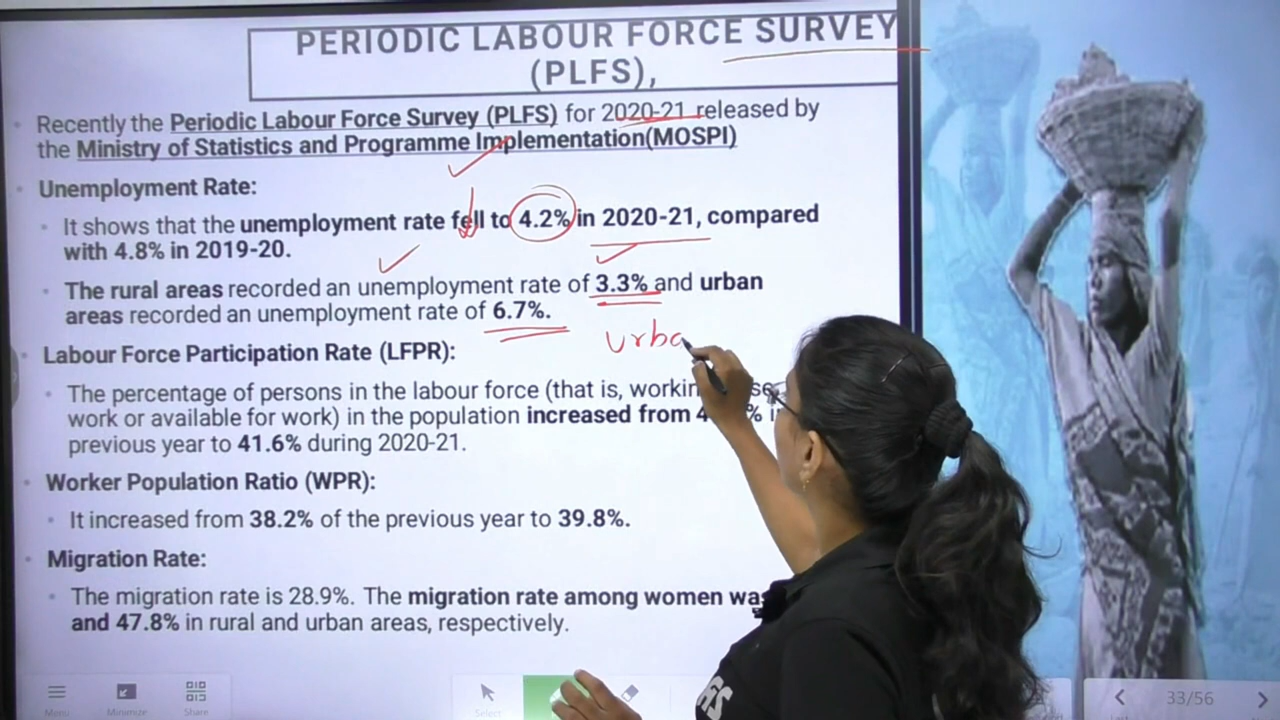 PERIODIC LABOUR FORCE SURVEY
(PLFS),
Recently the Periodic Labour Force Survey (PLFS) for 2020-21 released by
the Ministry of Statistics and Programme Implementation(MOSPI)
Unemployment Rate:
It shows that the unemployment rate fell to 4.2% in 2020-21, compared
with 4.8% in 2019-20.
The rural areas recorded an unemployment rate of 3.3% and urban
areas recorded an unemployment rate of 6.7%.
urba
Labour Force Participation Rate (LFPR):
The percentage of persons in the labour force (that is,
work or available for work) in the population increased from
previous year to 41.6% during 2020-21.
Worker Population Ratio (WPR):
It increased from 38.2% of the previous year to 39.8%.
Migration Rate:
The migration rate is 28.9%. The migration rate among women was
and 47.8% in rural and urban areas, respectively.
Menu
Minimize
Share
Select
33/56